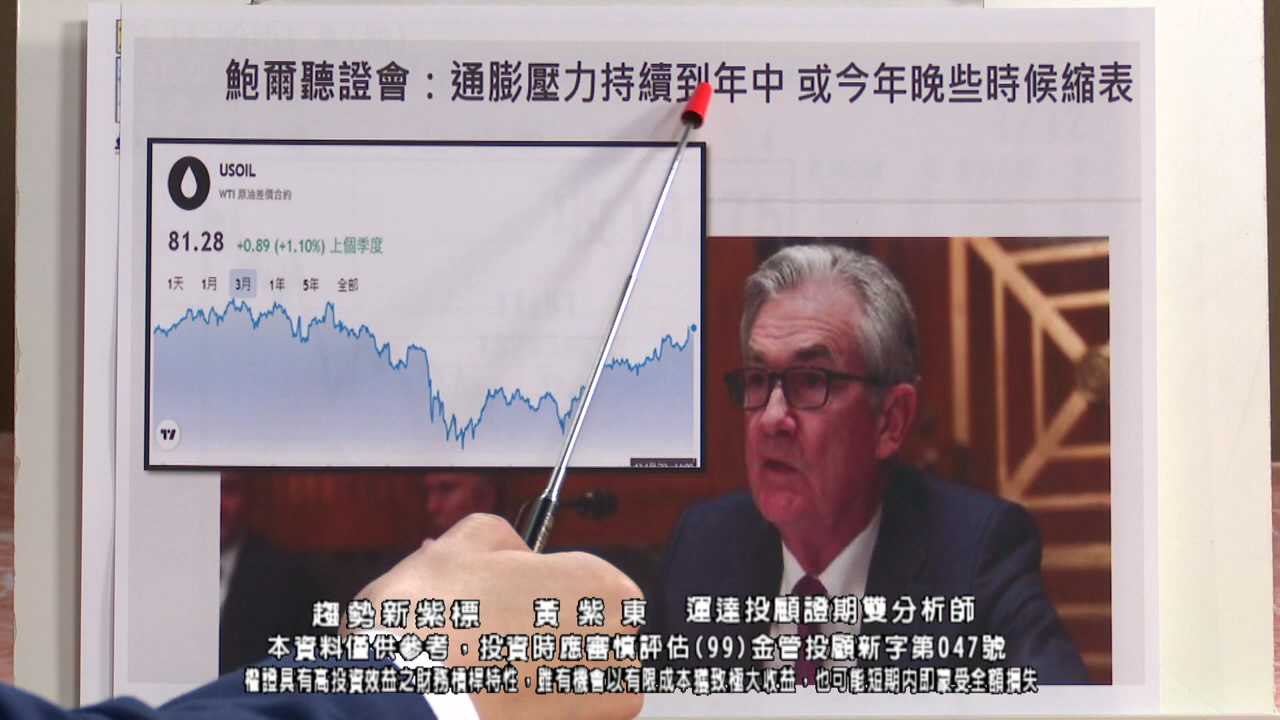 鮑爾聽證會：通膨壓力持續到年中 或今年晚些時候縮表
USOIL
WTI 原油差價合約
81.28 +0.89 (+1.10%) 上個季度
1天 1月 3月 1年 5年 全部
趨勢新紫標 黃紫東 運達投顧證期雙分析師
本資料僅供參考，投資時應審慎評估(99)金管投顧新字第047號
權證具有高投資效益之財務槓桿特性，雖有機會以有限成本獲致極大收益，也可能短期內即蒙受全額損失